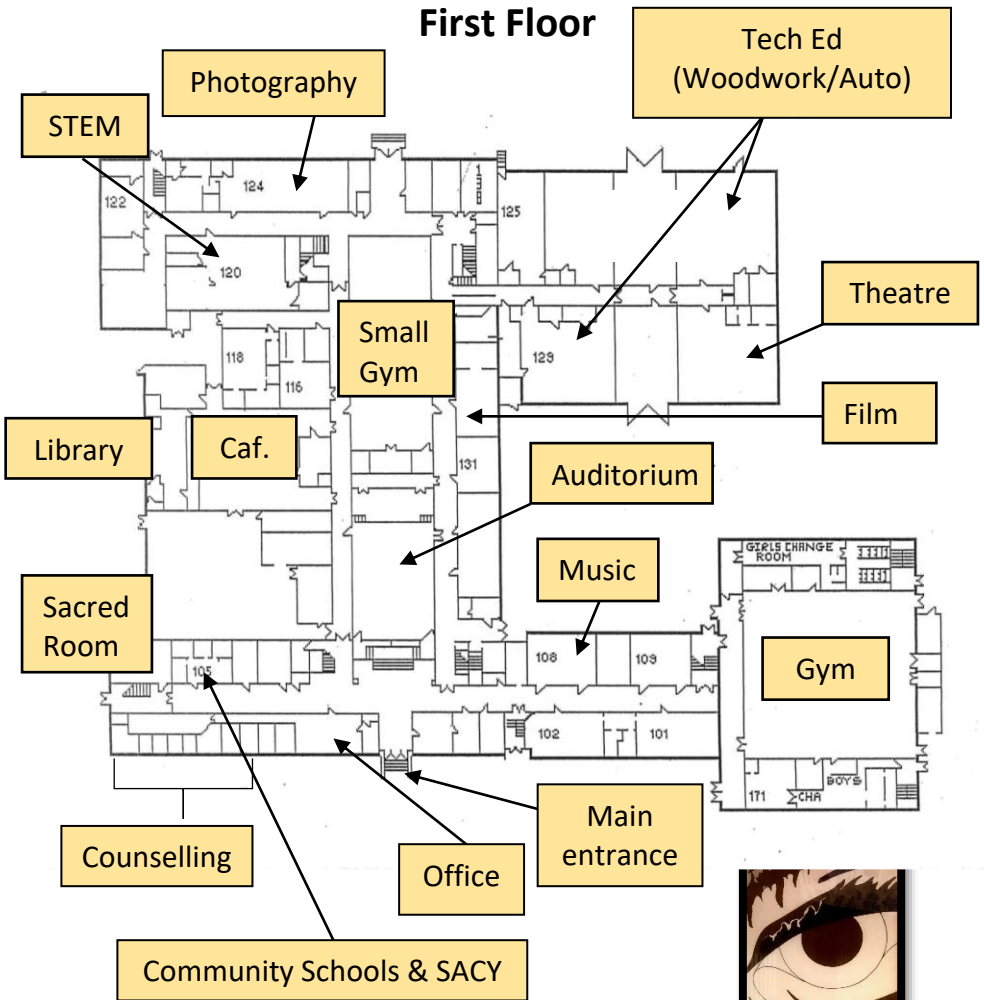 First Floor
Tech Ed
(Woodwork/Auto)
Photography
STEM
124
122
125
120
Theatre
Small
Gym
118
129
116
Film
Library
Caf.
131
Auditorium
GIRLS CHANGE
ROOM
Music
Sacred
Room
108
109
Gym
105
102
101
BOYS
171
CHA
Main
entrance
Counselling
Office
Community Schools & SACY